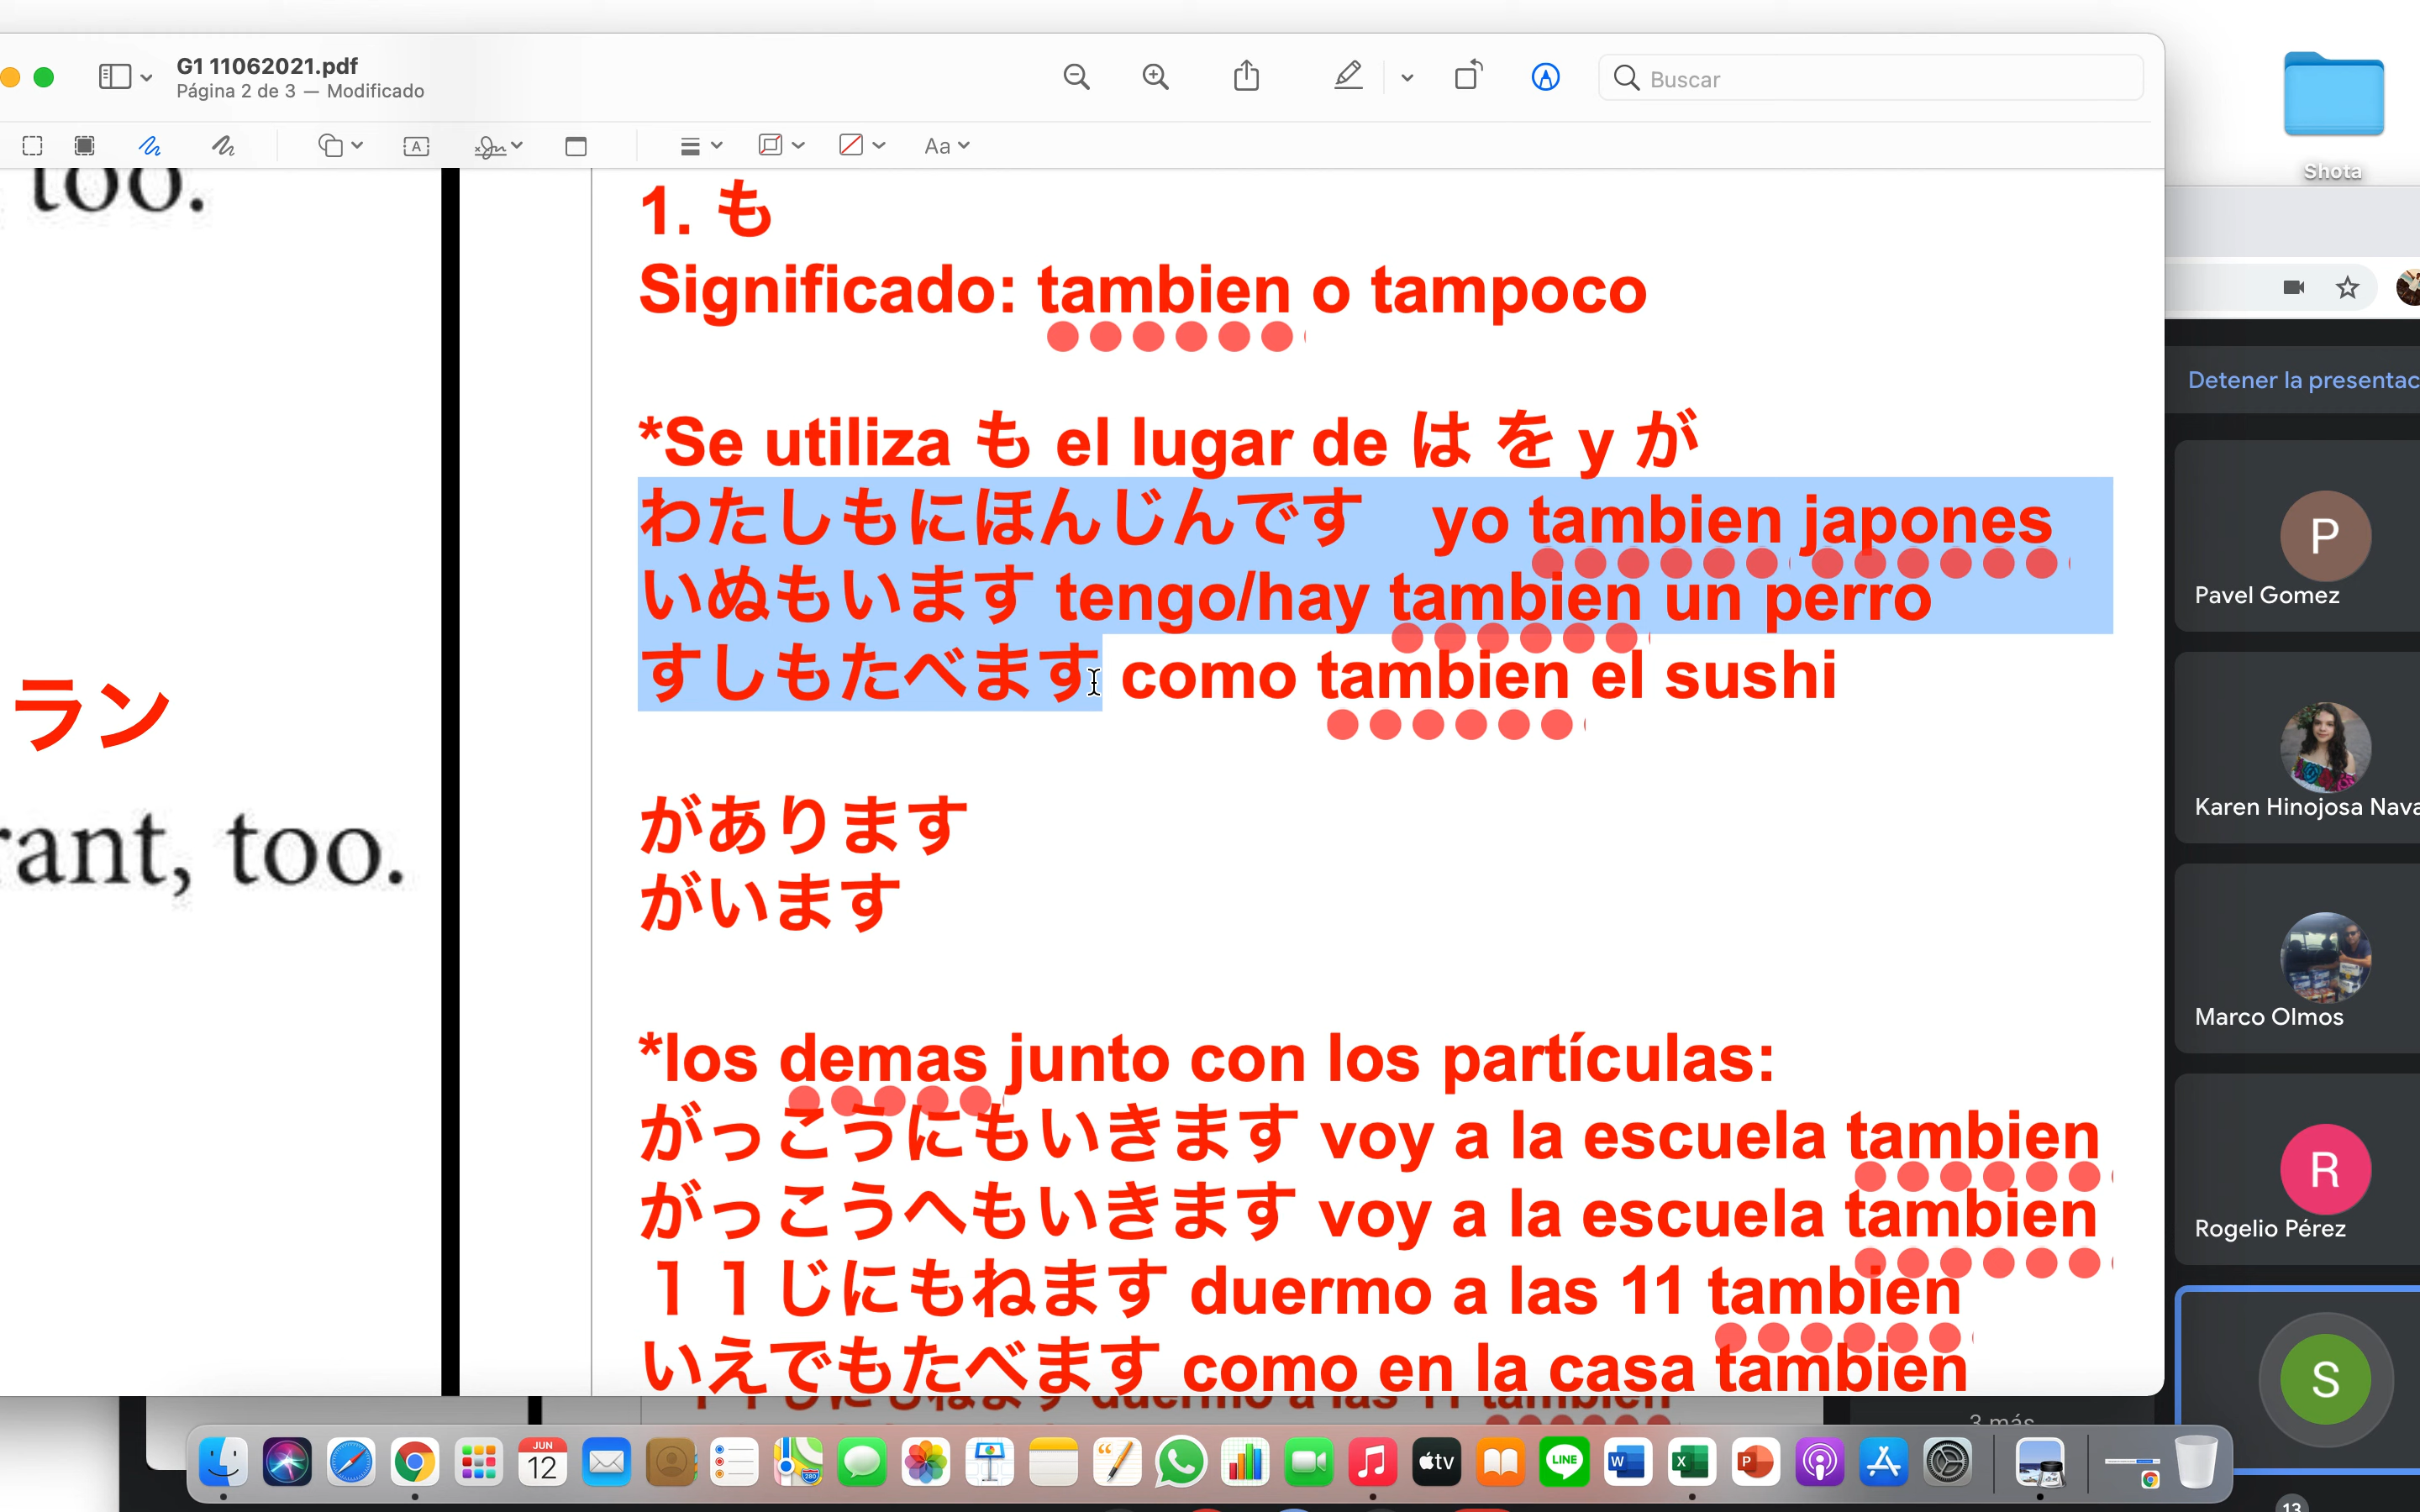 G1 11062021.pdf
Página 2 de 3 — Modificado
Buscar
Aa
too.
ラン
rant, too.
1. も
Significado: tambien o tampoco
*Se utiliza も el lugar de は を y が
わたしもにほんじんです　yo tambien japones
いぬもいます tengo/hay tambien un perro
すしもたべます como tambien el sushi
があります
がいます
*los demas junto con los partículas:
がっこうにもいきます voy a la escuela tambien
がっこうへもいきます voy a la escuela tambien
１１じにもねます duermo a las 11 tambien
いえでもたべます como en la casa tambien
Shota
Detener la presentac
P
Pavel Gomez
Karen Hinojosa Nava
Marco Olmos
R
Rogelio Pérez
S
3 más
13
JUN
12
280
tv
LINE
W
X
P